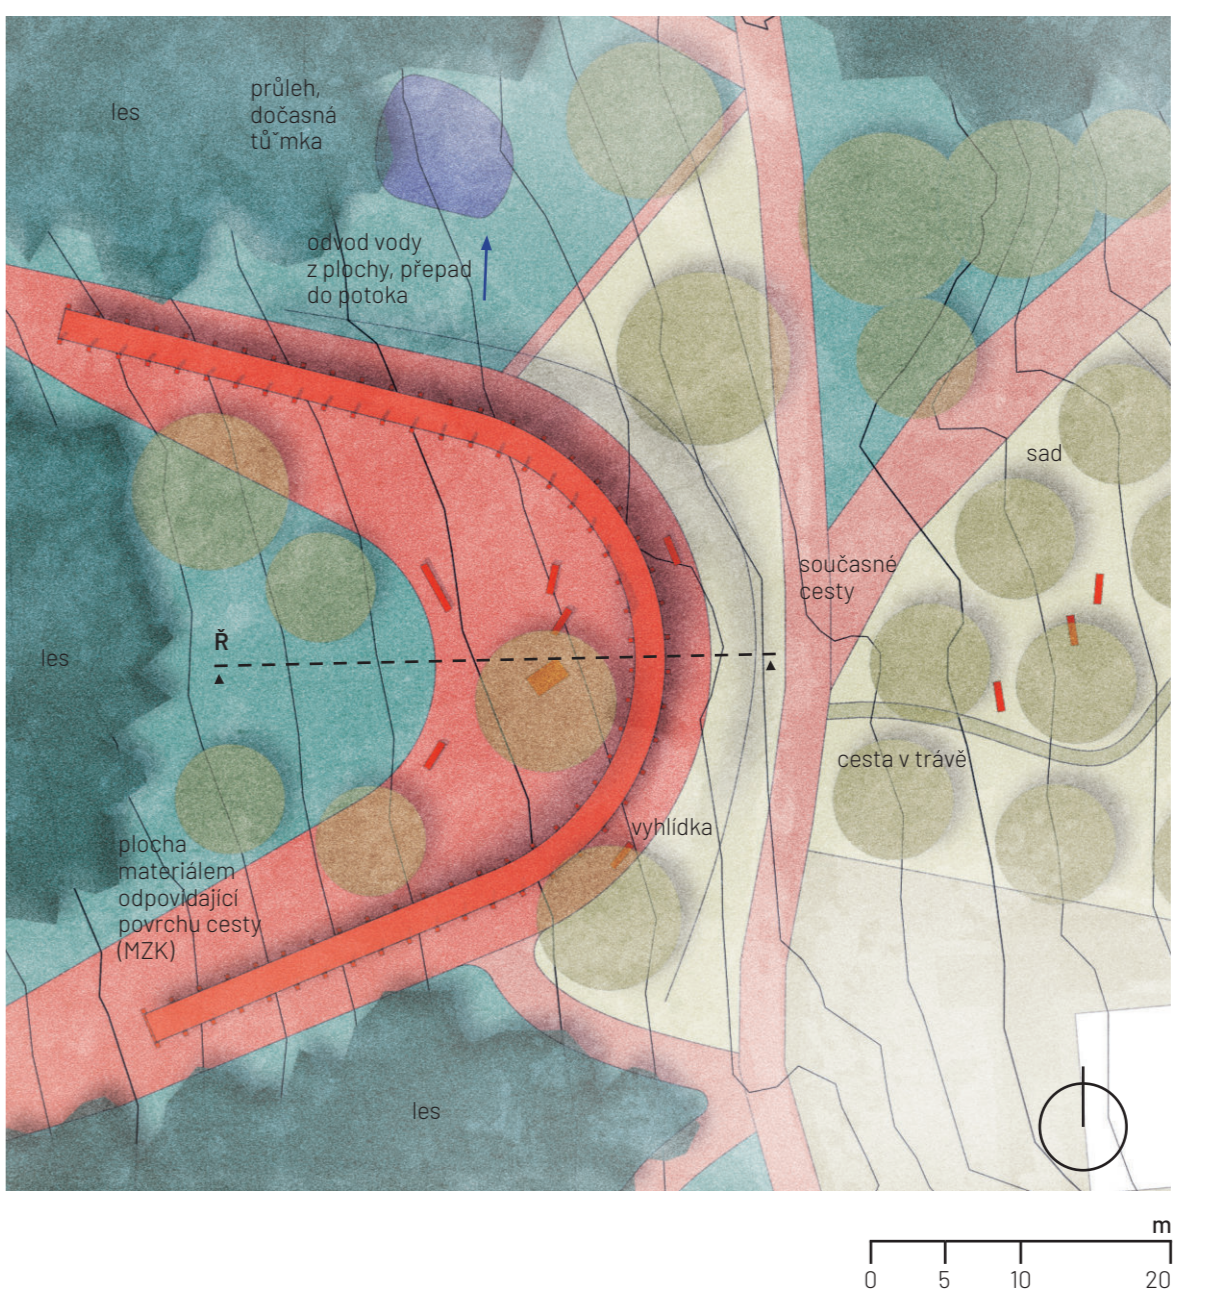 průleh,
dočasná
tůˇmka
les
odvod vody
z plochy, přepad
do potoka
sad
současné
cesty
Ř
les
cesta v trávě
vyhlídka
plocha
materiálem
odpovídající
povrchu cesty
(MZK)
les
m
0 5 10 20